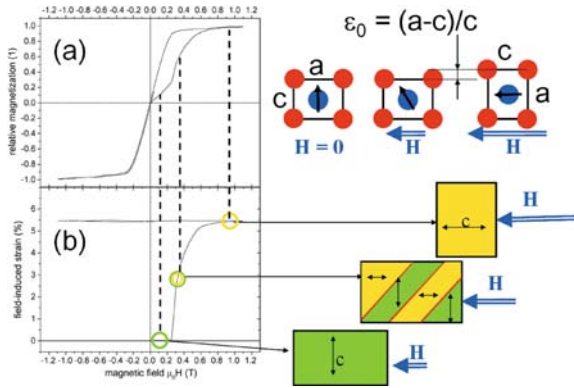 -1.2 -1.0 -0.8 -0.6 -0.4 -0.2 0.0 0.2 0.4 0.6 0.8 1.0 1.2
(a)
relative magnetization (1)
1.0
0.8
0.6
0.4
0.2
0.0
-0.2
-0.4
-0.6
-0.8
-1.0
ε₀ = (a-c)/c
a
c
c
a
H = 0
H
H
(b)
field-induced strain (%)
6
5
4
3
2
1
0
-1.2 -1.0 -0.8 -0.6 -0.4 -0.2 0.0 0.2 0.4 0.6 0.8 1.0 1.2
magnetic field μ₀H (T)
c
H
H
c
H